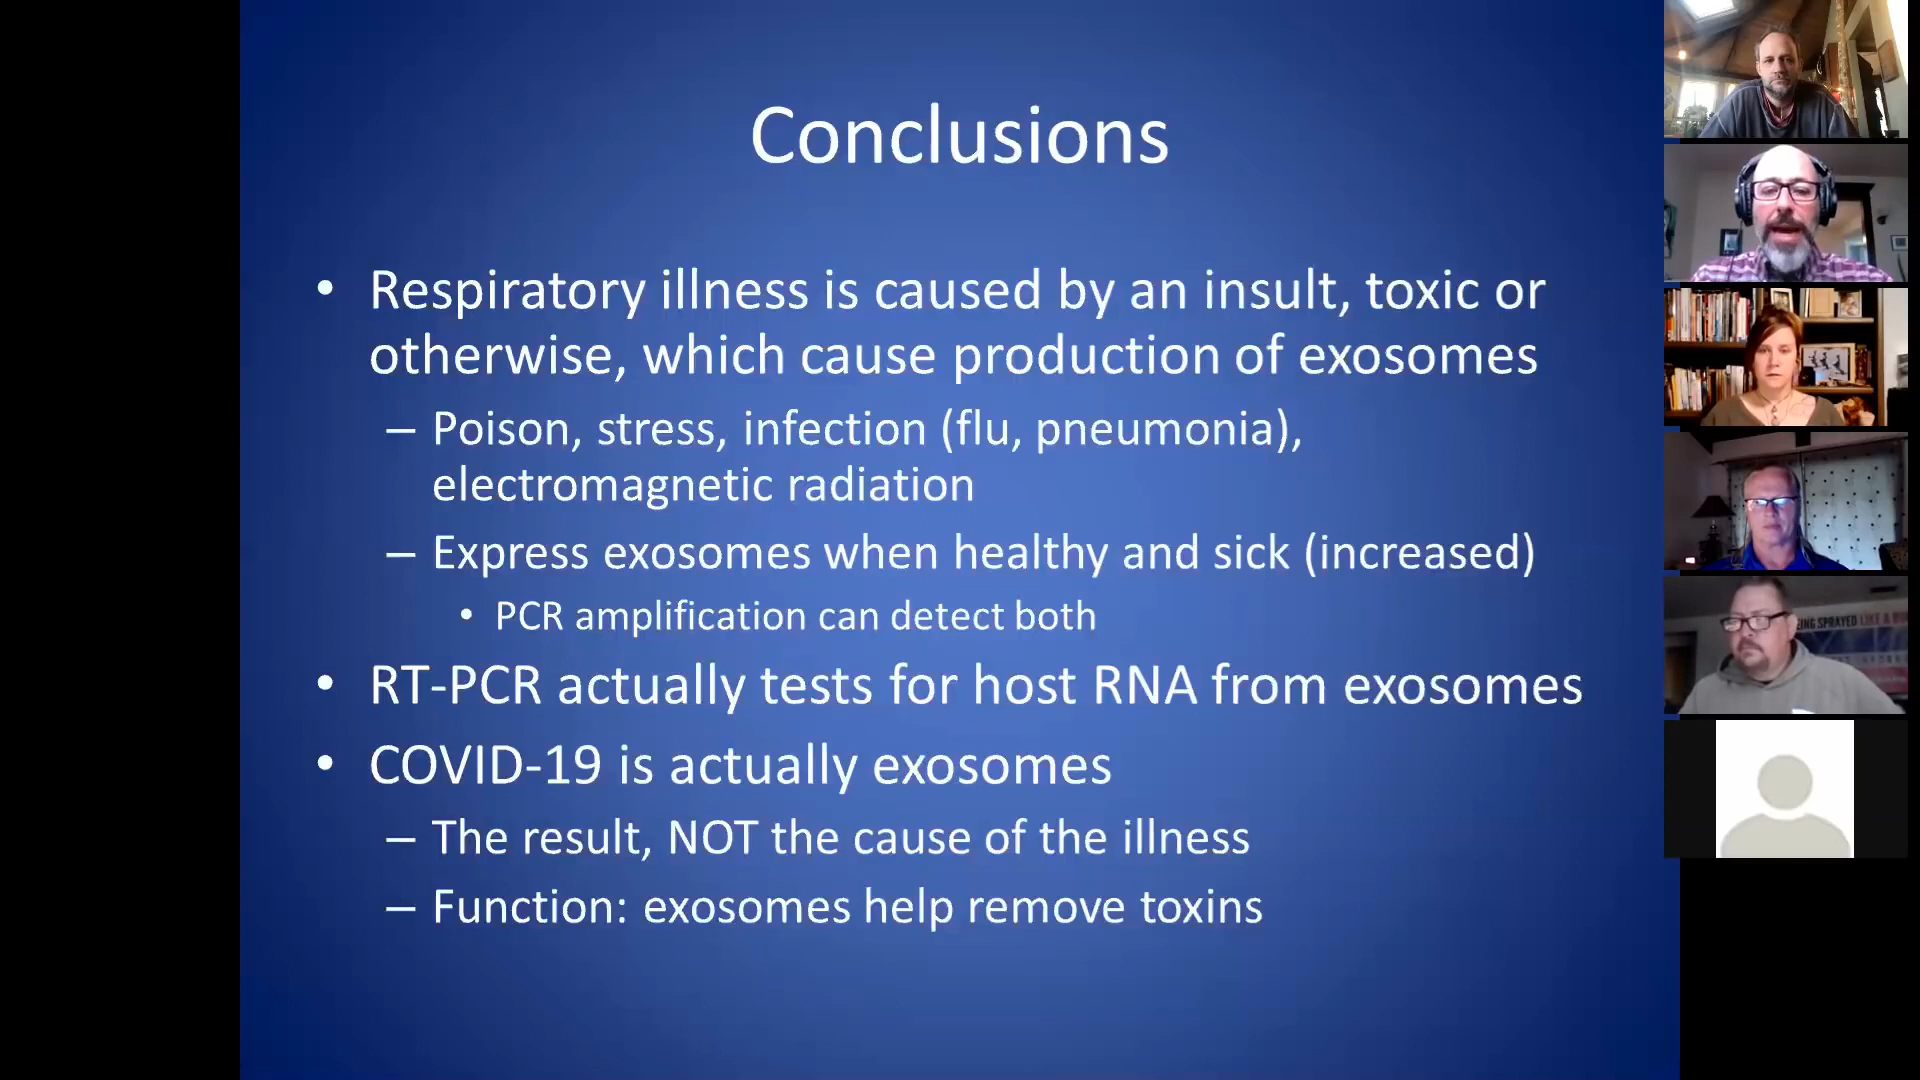 Conclusions
• Respiratory illness is caused by an insult, toxic or
otherwise, which cause production of exosomes
– Poison, stress, infection (flu, pneumonia),
electromagnetic radiation
– Express exosomes when healthy and sick (increased)
• PCR amplification can detect both
• RT-PCR actually tests for host RNA from exosomes
• COVID-19 is actually exosomes
– The result, NOT the cause of the illness
– Function: exosomes help remove toxins
SPRAYED LIKE A